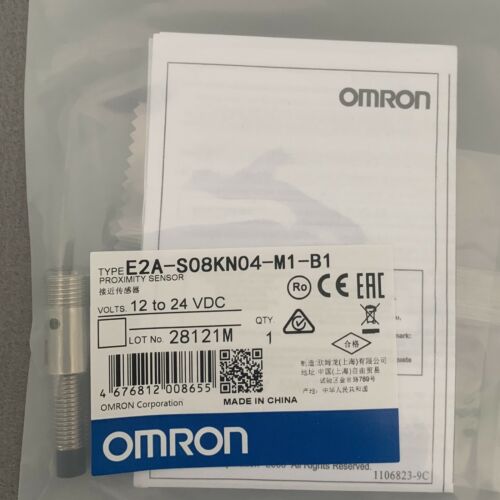 OMRON
TYPE E2A-S08KN04-M1-B1
PROXIMITY SENSOR
接近传感器
VOLTS. 12 to 24 VDC
LOT No. 28121M
QTY. 1
Ro CE EAC
合格
制造:欧姆龙(上海)有限公司
地址:中国(上海)自由贸易
试验区金吉路789号
产地:中华人民共和国
4 676812 008655
OMRON Corporation
MADE IN CHINA
OMRON
All Rights Reserved.
1106823-9C